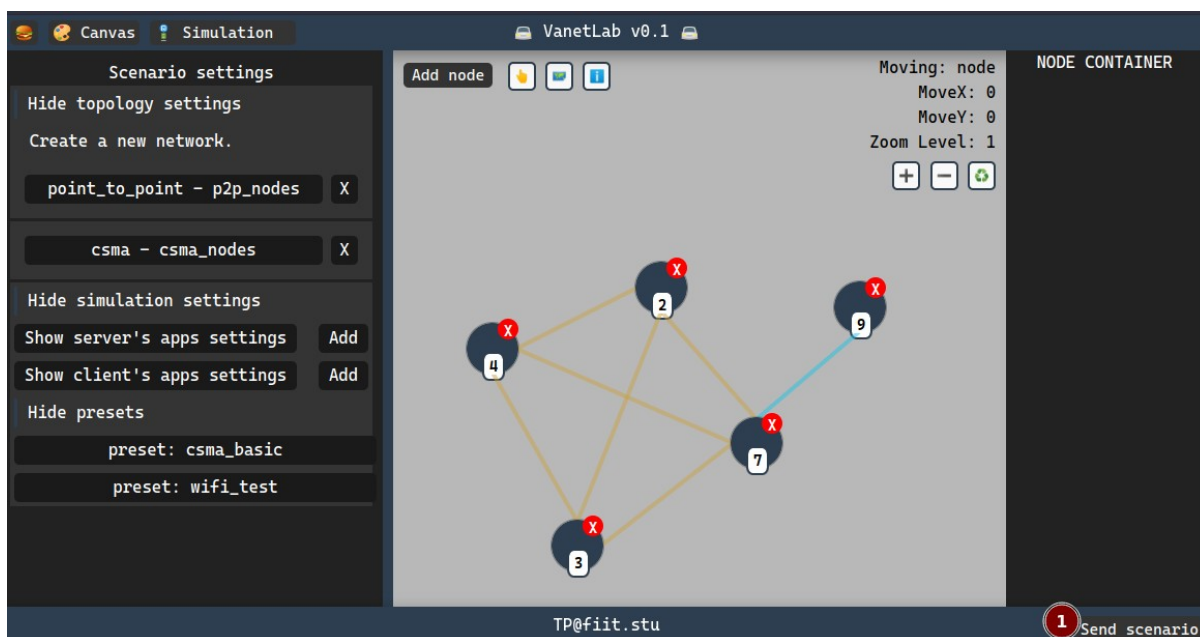 Canvas
Simulation
VanetLab v0.1
Scenario settings
Hide topology settings
Create a new network.
point_to_point - p2p_nodes X
csma - csma_nodes X
Hide simulation settings
Show server's apps settings Add
Show client's apps settings Add
Hide presets
preset: csma_basic
preset: wifi_test
Add node
Moving: node
MoveX: 0
MoveY: 0
Zoom Level: 1
X
2
X
9
X
4
X
7
X
3
NODE CONTAINER
TP@fiit.stu
1
Send scenario